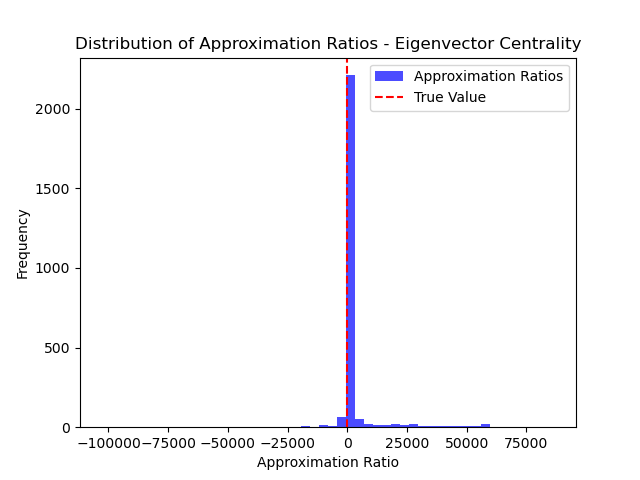 Distribution of Approximation Ratios - Eigenvector Centrality
Approximation Ratios
True Value
Frequency
2000
1500
1000
500
0
−100000 −75000 −50000 −25000 0 25000 50000 75000
Approximation Ratio